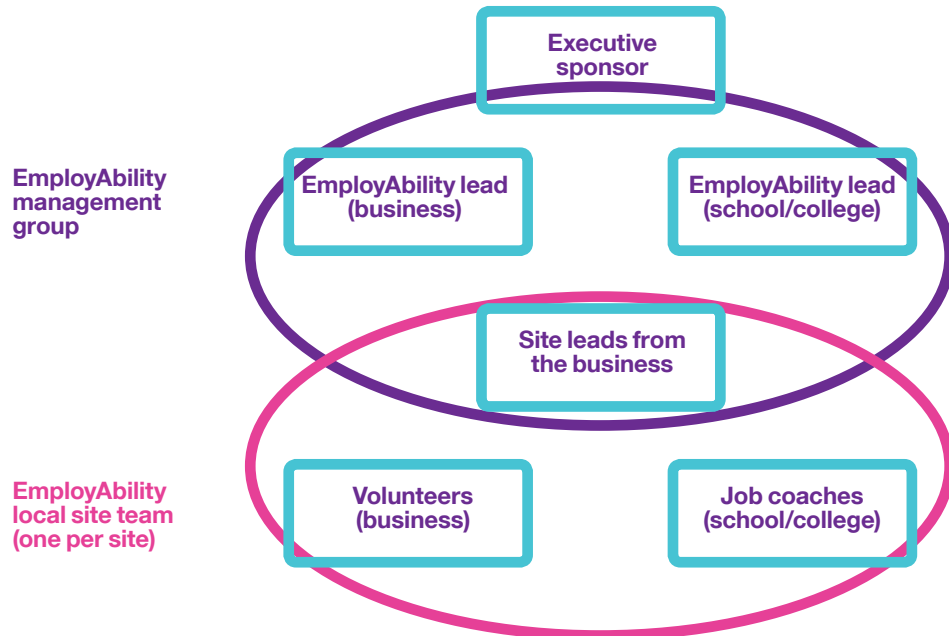 Executive
sponsor
EmployAbility
management
group
EmployAbility lead
(business)
EmployAbility lead
(school/college)
Site leads from
the business
EmployAbility
local site team
(one per site)
Volunteers
(business)
Job coaches
(school/college)